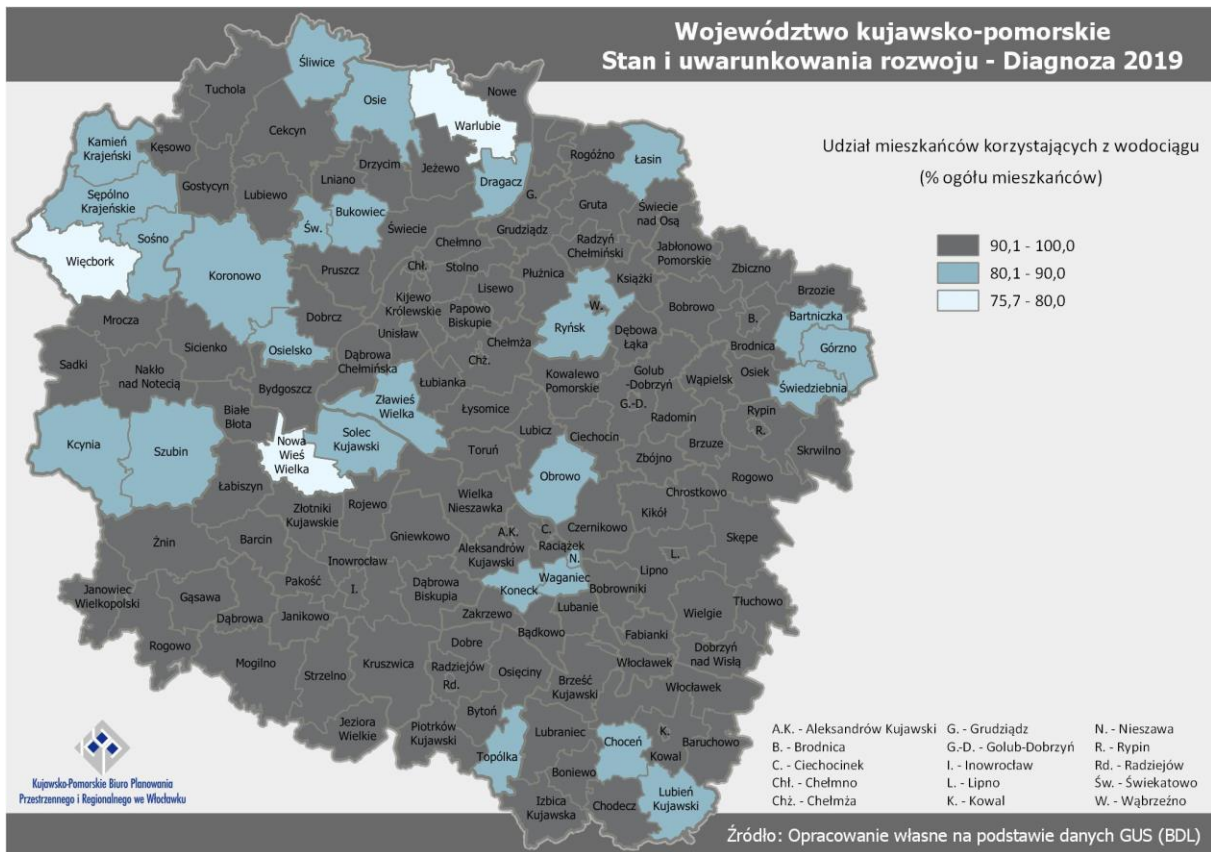 Województwo kujawsko-pomorskie
Stan i uwarunkowania rozwoju - Diagnoza 2019
Udział mieszkańców korzystających z wodociągu
(% ogółu mieszkańców)
90,1 - 100,0
80,1 - 90,0
75,7 - 80,0
Śliwice
Tuchola
Osie
Nowe
Warlubie
Cekcyn
Kamień
Krajeński
Kęsowo
Rogóźno
Łasin
Drzycim
Jeżewo
Lniano
Dragacz
G.
Sępólno
Krajeńskie
Gostycyn
Lubiewo
Bukowiec
Św.
Świecie
Gruta
Świecie
nad Osą
Grudziądz
Sośno
Więcbork
Koronowo
Pruszcz
Chełmno
Radzyń
Chełmiński
Jabłonowo
Pomorskie
Chł.
Stolno
Płużnica
Książki
Zbiczno
Brzozie
Lisewo
Kijewo
Królewskie
Papowo
Biskupie
W.
Bobrowo
B.
Bartniczka
Mrocza
Dobrcz
Unisław
Ryńsk
Dębowa
Łąka
Brodnica
Górzno
Sicienko
Osielsko
Chełmża
Sadki
Nakło
nad Notecią
Dąbrowa
Chełmińska
Chż.
Kowalewo
Pomorskie
Golub
-Dobrzyń
Wąpielsk
Osiek
Świedziebnia
Bydgoszcz
Łubianka
G.-D.
Zławieś
Wielka
Łysomice
Radomin
Rypin
R.
Białe
Błota
Kcynia
Szubin
Nowa
Wieś
Wielka
Solec
Kujawski
Toruń
Lubicz
Ciechocin
Brzuze
Skrwilno
Zbójno
Obrowo
Rogowo
Łabiszyn
Chrostkowo
Złotniki
Kujawskie
Rojewo
Wielka
Nieszawka
Kikół
Gniewkowo
A.K.
C.
Czernikowo
Skępe
Żnin
Barcin
Inowrocław
Aleksandrów
Kujawski
Raciążek
N.
L.
Lipno
Janowiec
Wielkopolski
Gąsawa
Pakość
I.
Dąbrowa
Biskupia
Koneck
Waganiec
Bobrowniki
Tłuchowo
Dąbrowa
Janikowo
Zakrzewo
Lubanie
Wielgie
Rogowo
Mogilno
Bądkowo
Fabianki
Dobrzyń
nad Wisłą
Dobre
Strzelno
Kruszwica
Radziejów
Rd.
Osięciny
Włocławek
Brześć
Kujawski
Włocławek
Jeziora
Wielkie
Piotrków
Kujawski
Bytoń
Topólka
Lubraniec
Choceń
K.
Kowal
Baruchowo
Boniewo
Izbica
Kujawska
Chodecz
Lubień
Kujawski
A.K. - Aleksandrów Kujawski
B. - Brodnica
C. - Ciechocinek
Chł. - Chełmno
Chż. - Chełmża
G. - Grudziądz
G.-D. - Golub-Dobrzyń
I. - Inowrocław
L. - Lipno
K. - Kowal
N. - Nieszawa
R. - Rypin
Rd. - Radziejów
Św. - Świekatowo
W. - Wąbrzeźno
Kujawsko-Pomorskie Biuro Planowania
Przestrzennego i Regionalnego we Włocławku
Źródło: Opracowanie własne na podstawie danych GUS (BDL)